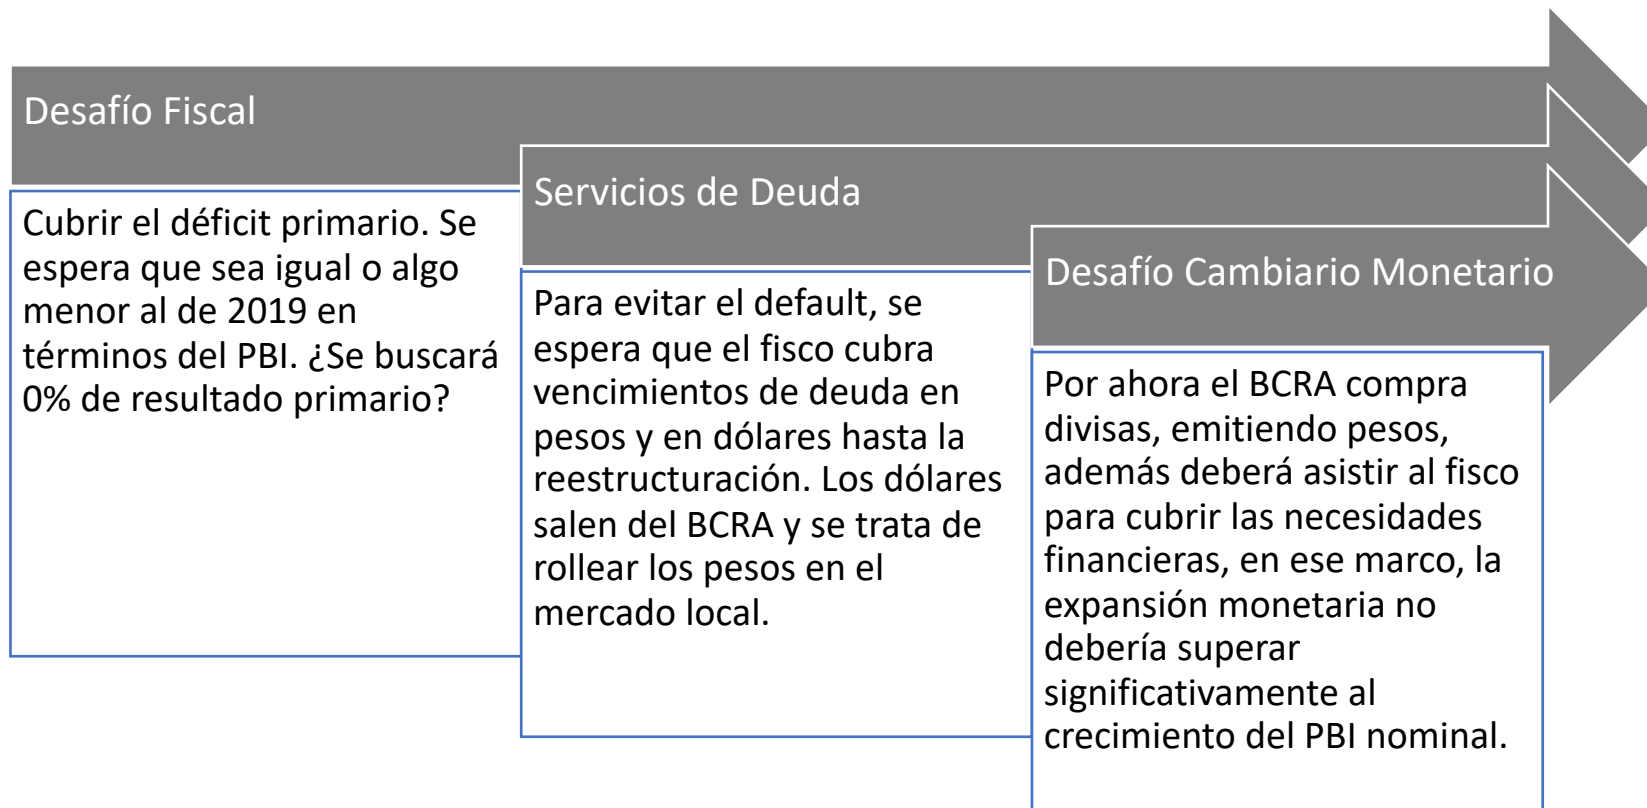 Desafío Fiscal
Cubrir el déficit primario. Se
espera que sea igual o algo
menor al de 2019 en
términos del PBI. ¿Se buscará
0% de resultado primario?
Servicios de Deuda
Para evitar el default, se
espera que el fisco cubra
vencimientos de deuda en
pesos y en dólares hasta la
reestructuración. Los dólares
salen del BCRA y se trata de
rollear los pesos en el
mercado local.
Desafío Cambiario Monetario
Por ahora el BCRA compra
divisas, emitiendo pesos,
además deberá asistir al fisco
para cubrir las necesidades
financieras, en ese marco, la
expansión monetaria no
debería superar
significativamente al
crecimiento del PBI nominal.